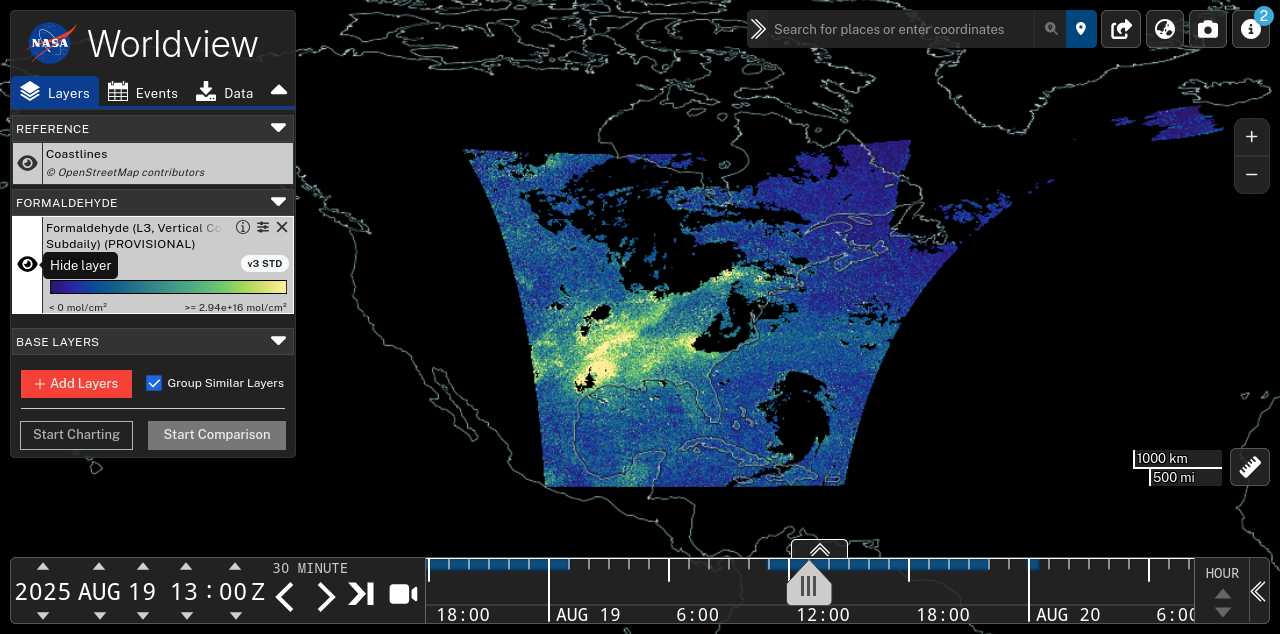 NASA
Worldview
Layers
Events
Data
REFERENCE
Coastlines
© OpenStreetMap contributors
FORMALDEHYDE
Formaldehyde (L3, Vertical Co
Subdaily) (PROVISIONAL)
Hide layer
v3 STD
< 0 mol/cm²
>= 2.94e+16 mol/cm²
BASE LAYERS
+ Add Layers
Group Similar Layers
Start Charting
Start Comparison
Search for places or enter coordinates
2
+
−
1000 km
500 mi
2025 AUG 19 13 : 00 Z
30 MINUTE
18:00
AUG 19
6:00
12:00
18:00
AUG 20
6:00
HOUR